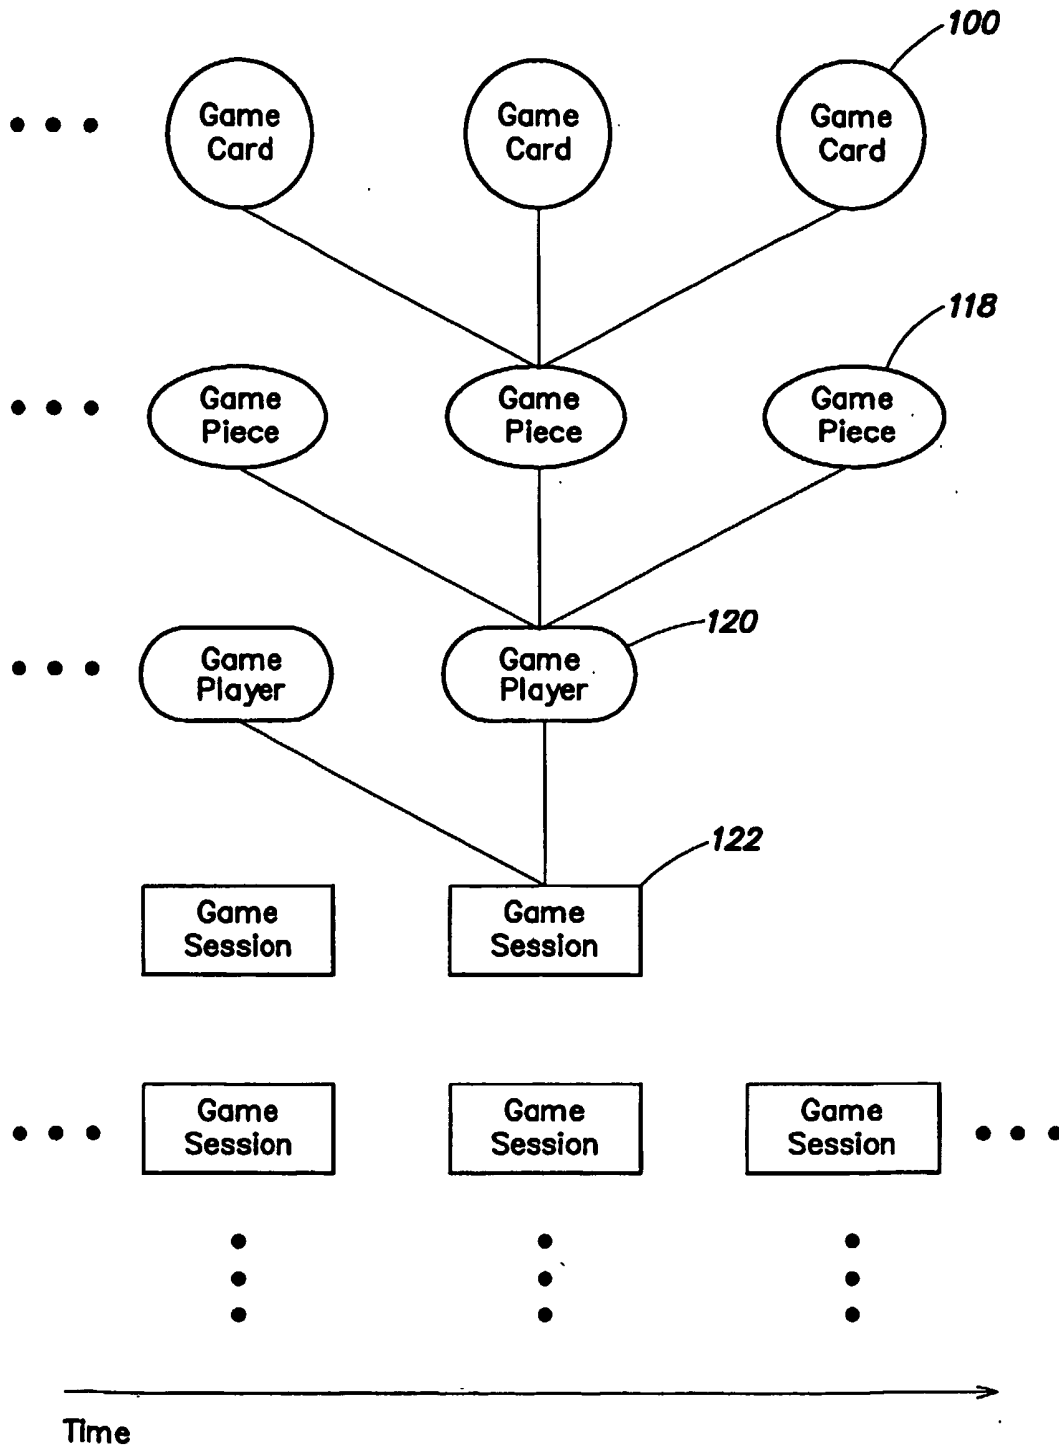 100
Game Game Game
Card Card Card
118
Game Game Game
Piece Piece Piece
120
Game Game
Player Player
122
Game Game
Session Session
Game Game Game
Session Session Session
Time